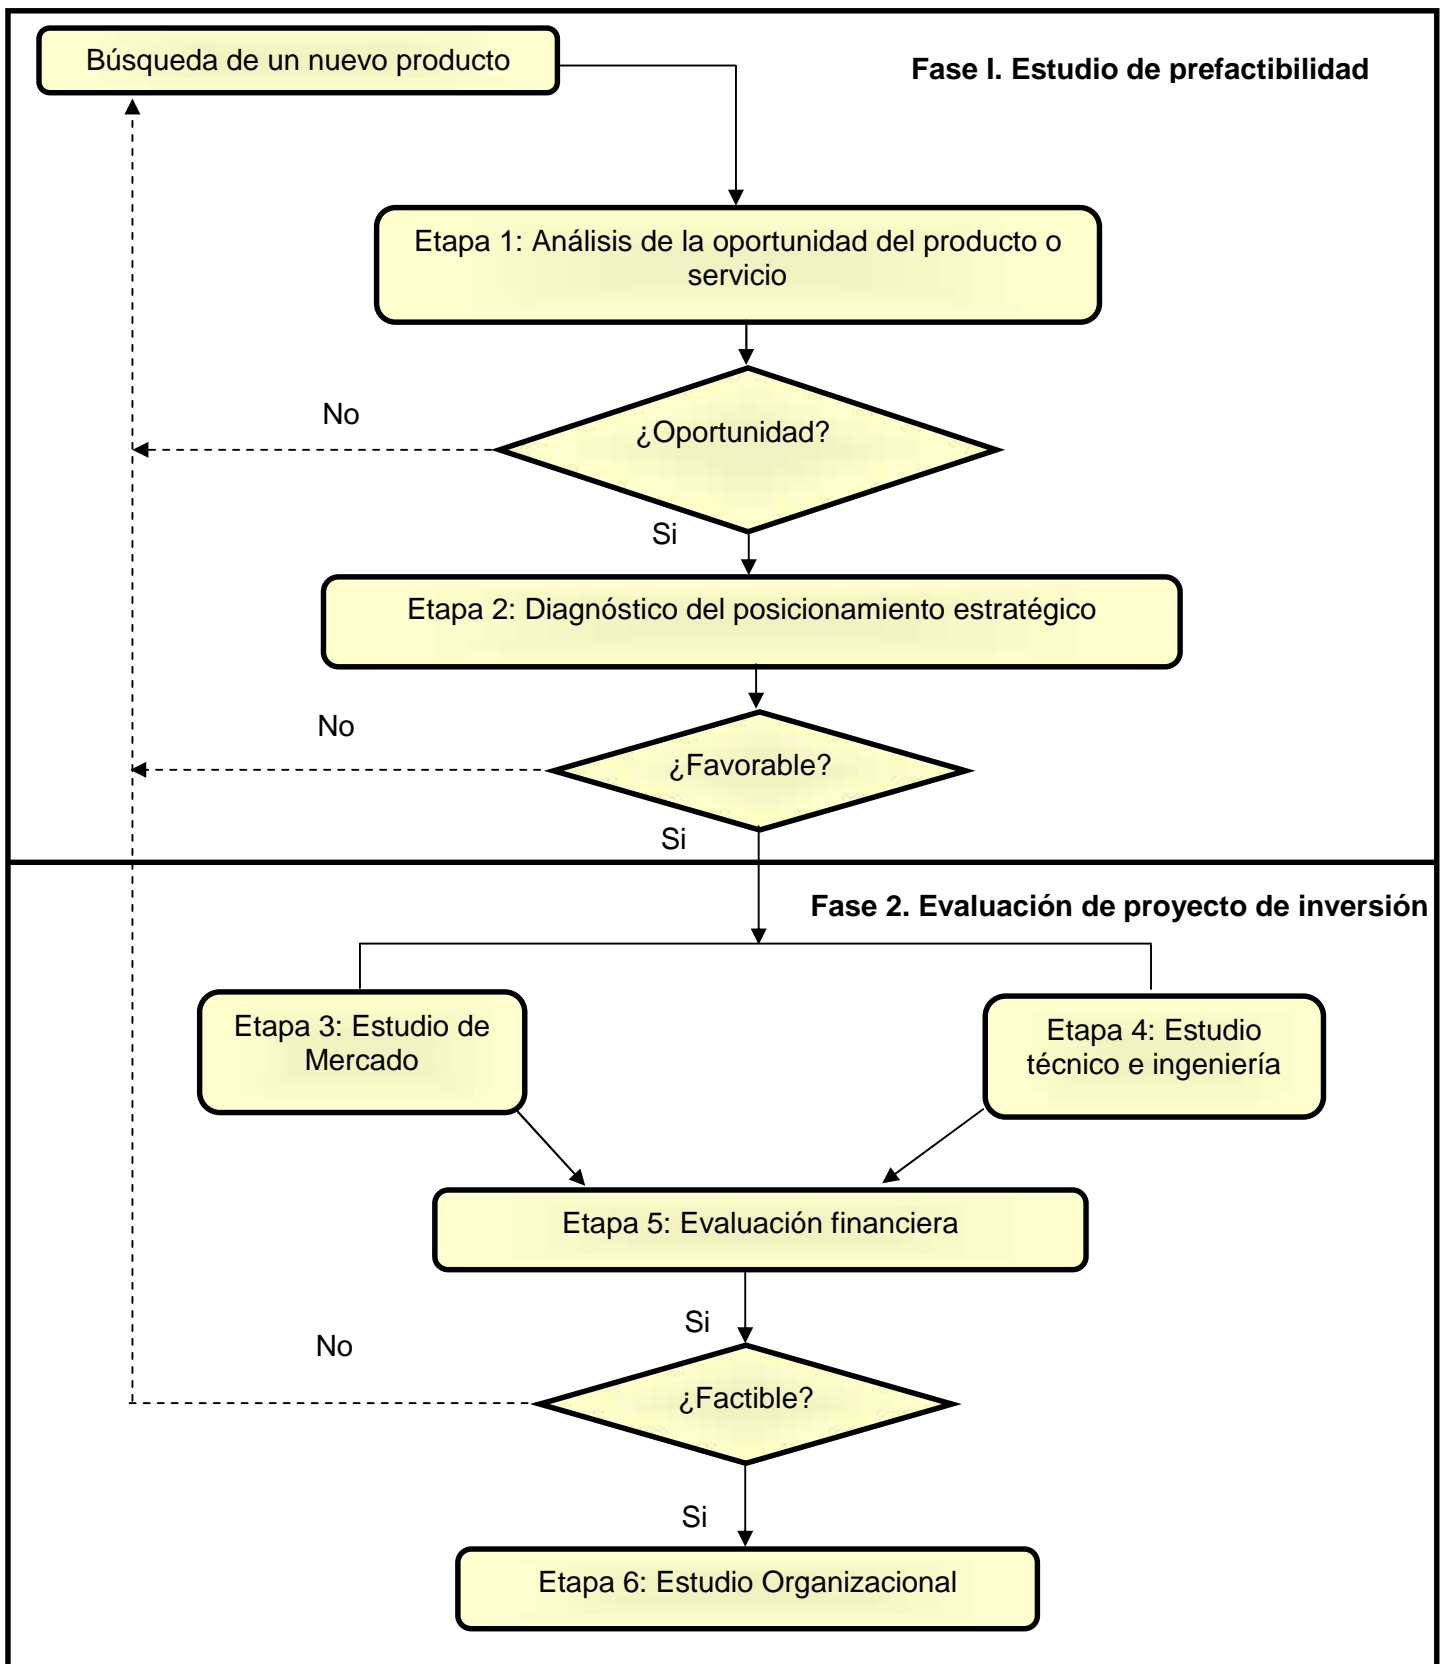 Búsqueda de un nuevo producto
Fase I. Estudio de prefactibilidad
Etapa 1: Análisis de la oportunidad del producto o
servicio
No
¿Oportunidad?
Si
Etapa 2: Diagnóstico del posicionamiento estratégico
No
¿Favorable?
Si
Fase 2. Evaluación de proyecto de inversión
Etapa 3: Estudio de
Mercado
Etapa 4: Estudio
técnico e ingeniería
Etapa 5: Evaluación financiera
Si
No
¿Factible?
Si
Etapa 6: Estudio Organizacional